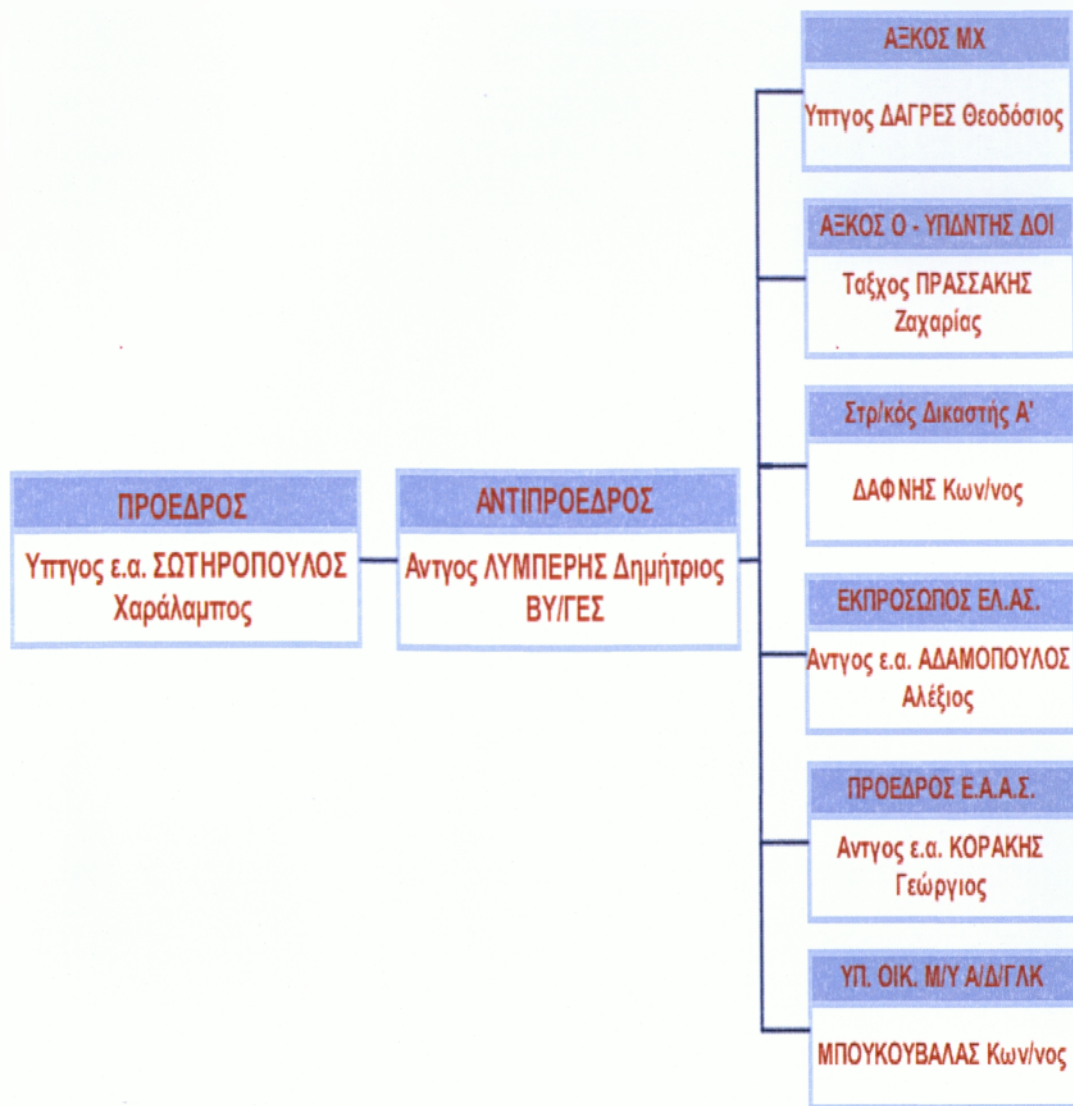 ΠΡΟΕΔΡΟΣ
Υπτγος ε.α. ΣΩΤΗΡΟΠΟΥΛΟΣ
Χαράλαμπος
ΑΝΤΙΠΡΟΕΔΡΟΣ
Αντγος ΛΥΜΠΕΡΗΣ Δημήτριος
ΒΥ/ΓΕΣ
ΑΞΚΟΣ ΜΧ
Υπτγος ΔΑΓΡΕΣ Θεοδόσιος
ΑΞΚΟΣ Ο - ΥΠΔΝΤΗΣ ΔΟΙ
Ταξχος ΠΡΑΣΣΑΚΗΣ
Ζαχαρίας
Στρ/κός Δικαστής Α'
ΔΑΦΝΗΣ Κων/νος
ΕΚΠΡΟΣΩΠΟΣ ΕΛ.ΑΣ.
Αντγος ε.α. ΑΔΑΜΟΠΟΥΛΟΣ
Αλέξιος
ΠΡΟΕΔΡΟΣ Ε.Α.Α.Σ.
Αντγος ε.α. ΚΟΡΑΚΗΣ
Γεώργιος
ΥΠ. ΟΙΚ. Μ/Υ Α/Δ/ΓΛΚ
ΜΠΟΥΚΟΥΒΑΛΑΣ Κων/νος